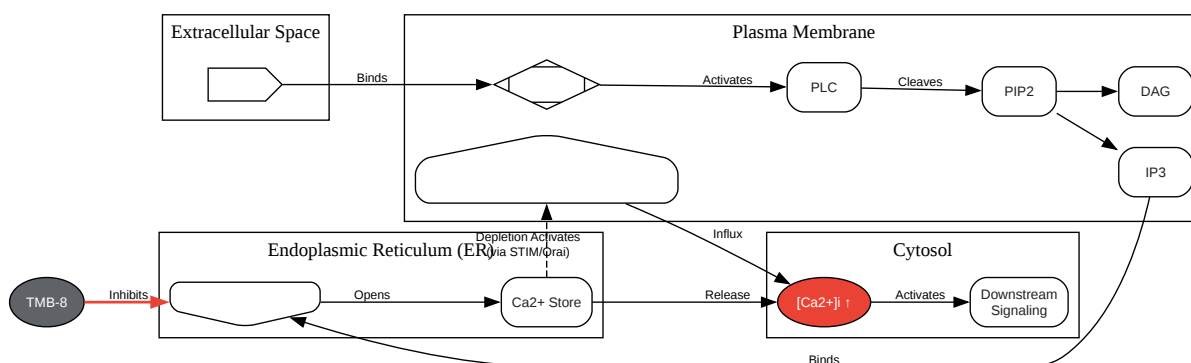 Extracellular Space
Plasma Membrane
Binds
Activates
PLC
Cleaves
PIP2
DAG
IP3
Influx
Depletion Activates
(via STIM/Orai)
Endoplasmic Reticulum (ER)
Cytosol
TMB-8
Inhibits
Opens
Ca2+ Store
Release
[Ca2+]i ↑
Activates
Downstream
Signaling
Binds